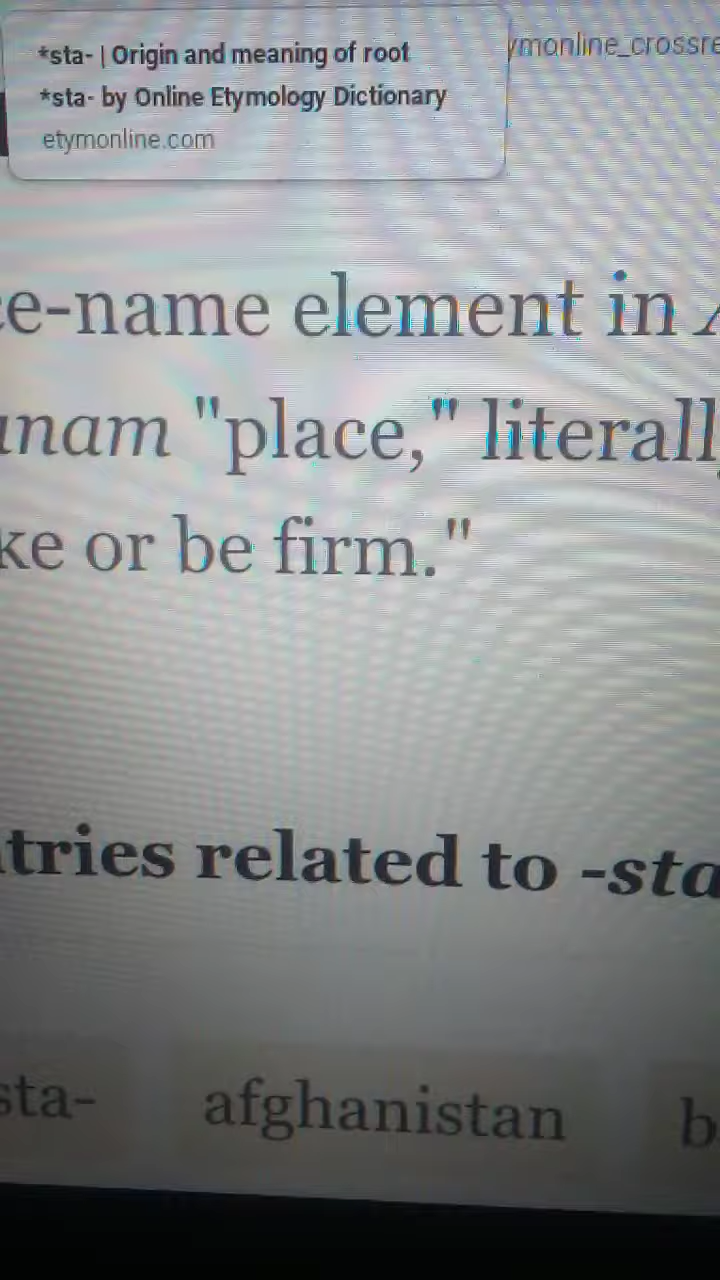 *sta- | Origin and meaning of root
ymonline_crossre
*sta- by Online Etymology Dictionary
etymonline.com
e-name element in
nam "place," literall
ke or be firm."
tries related to -sta
sta-
afghanistan
b